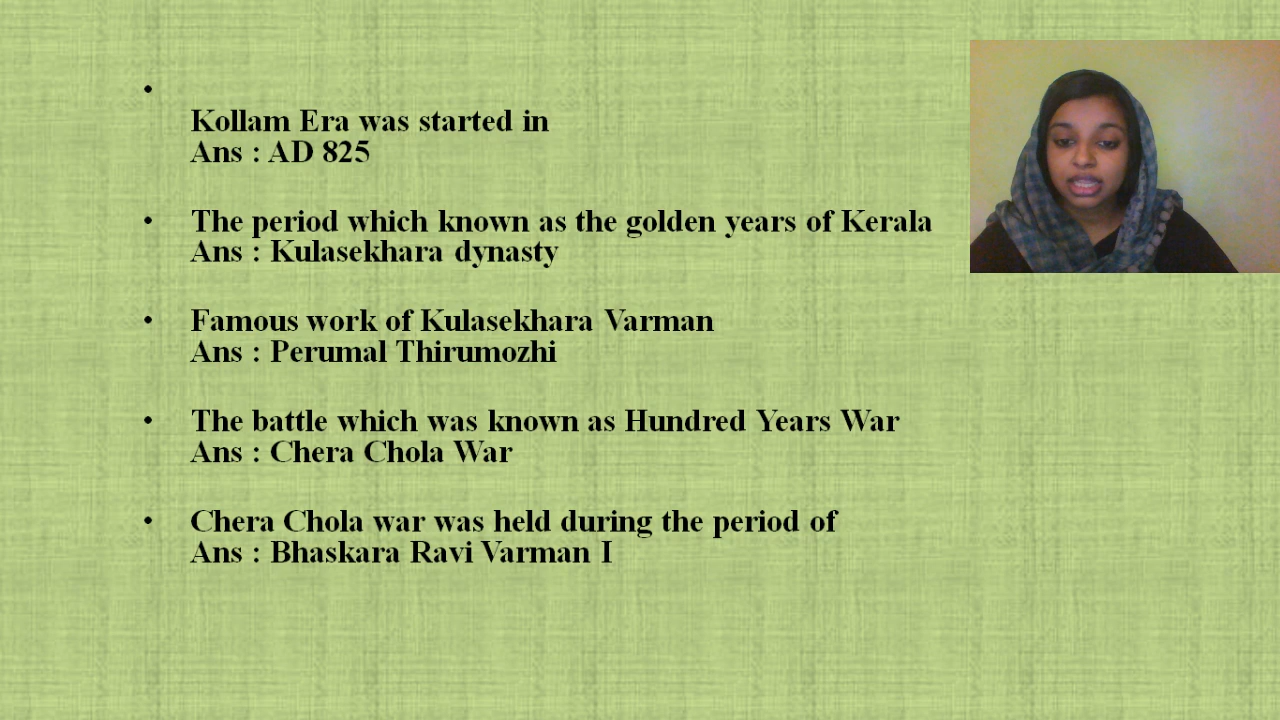 Kollam Era was started in
Ans : AD 825
The period which known as the golden years of Kerala
Ans : Kulasekhara dynasty
Famous work of Kulasekhara Varman
Ans : Perumal Thirumozhi
The battle which was known as Hundred Years War
Ans : Chera Chola War
Chera Chola war was held during the period of
Ans : Bhaskara Ravi Varman I